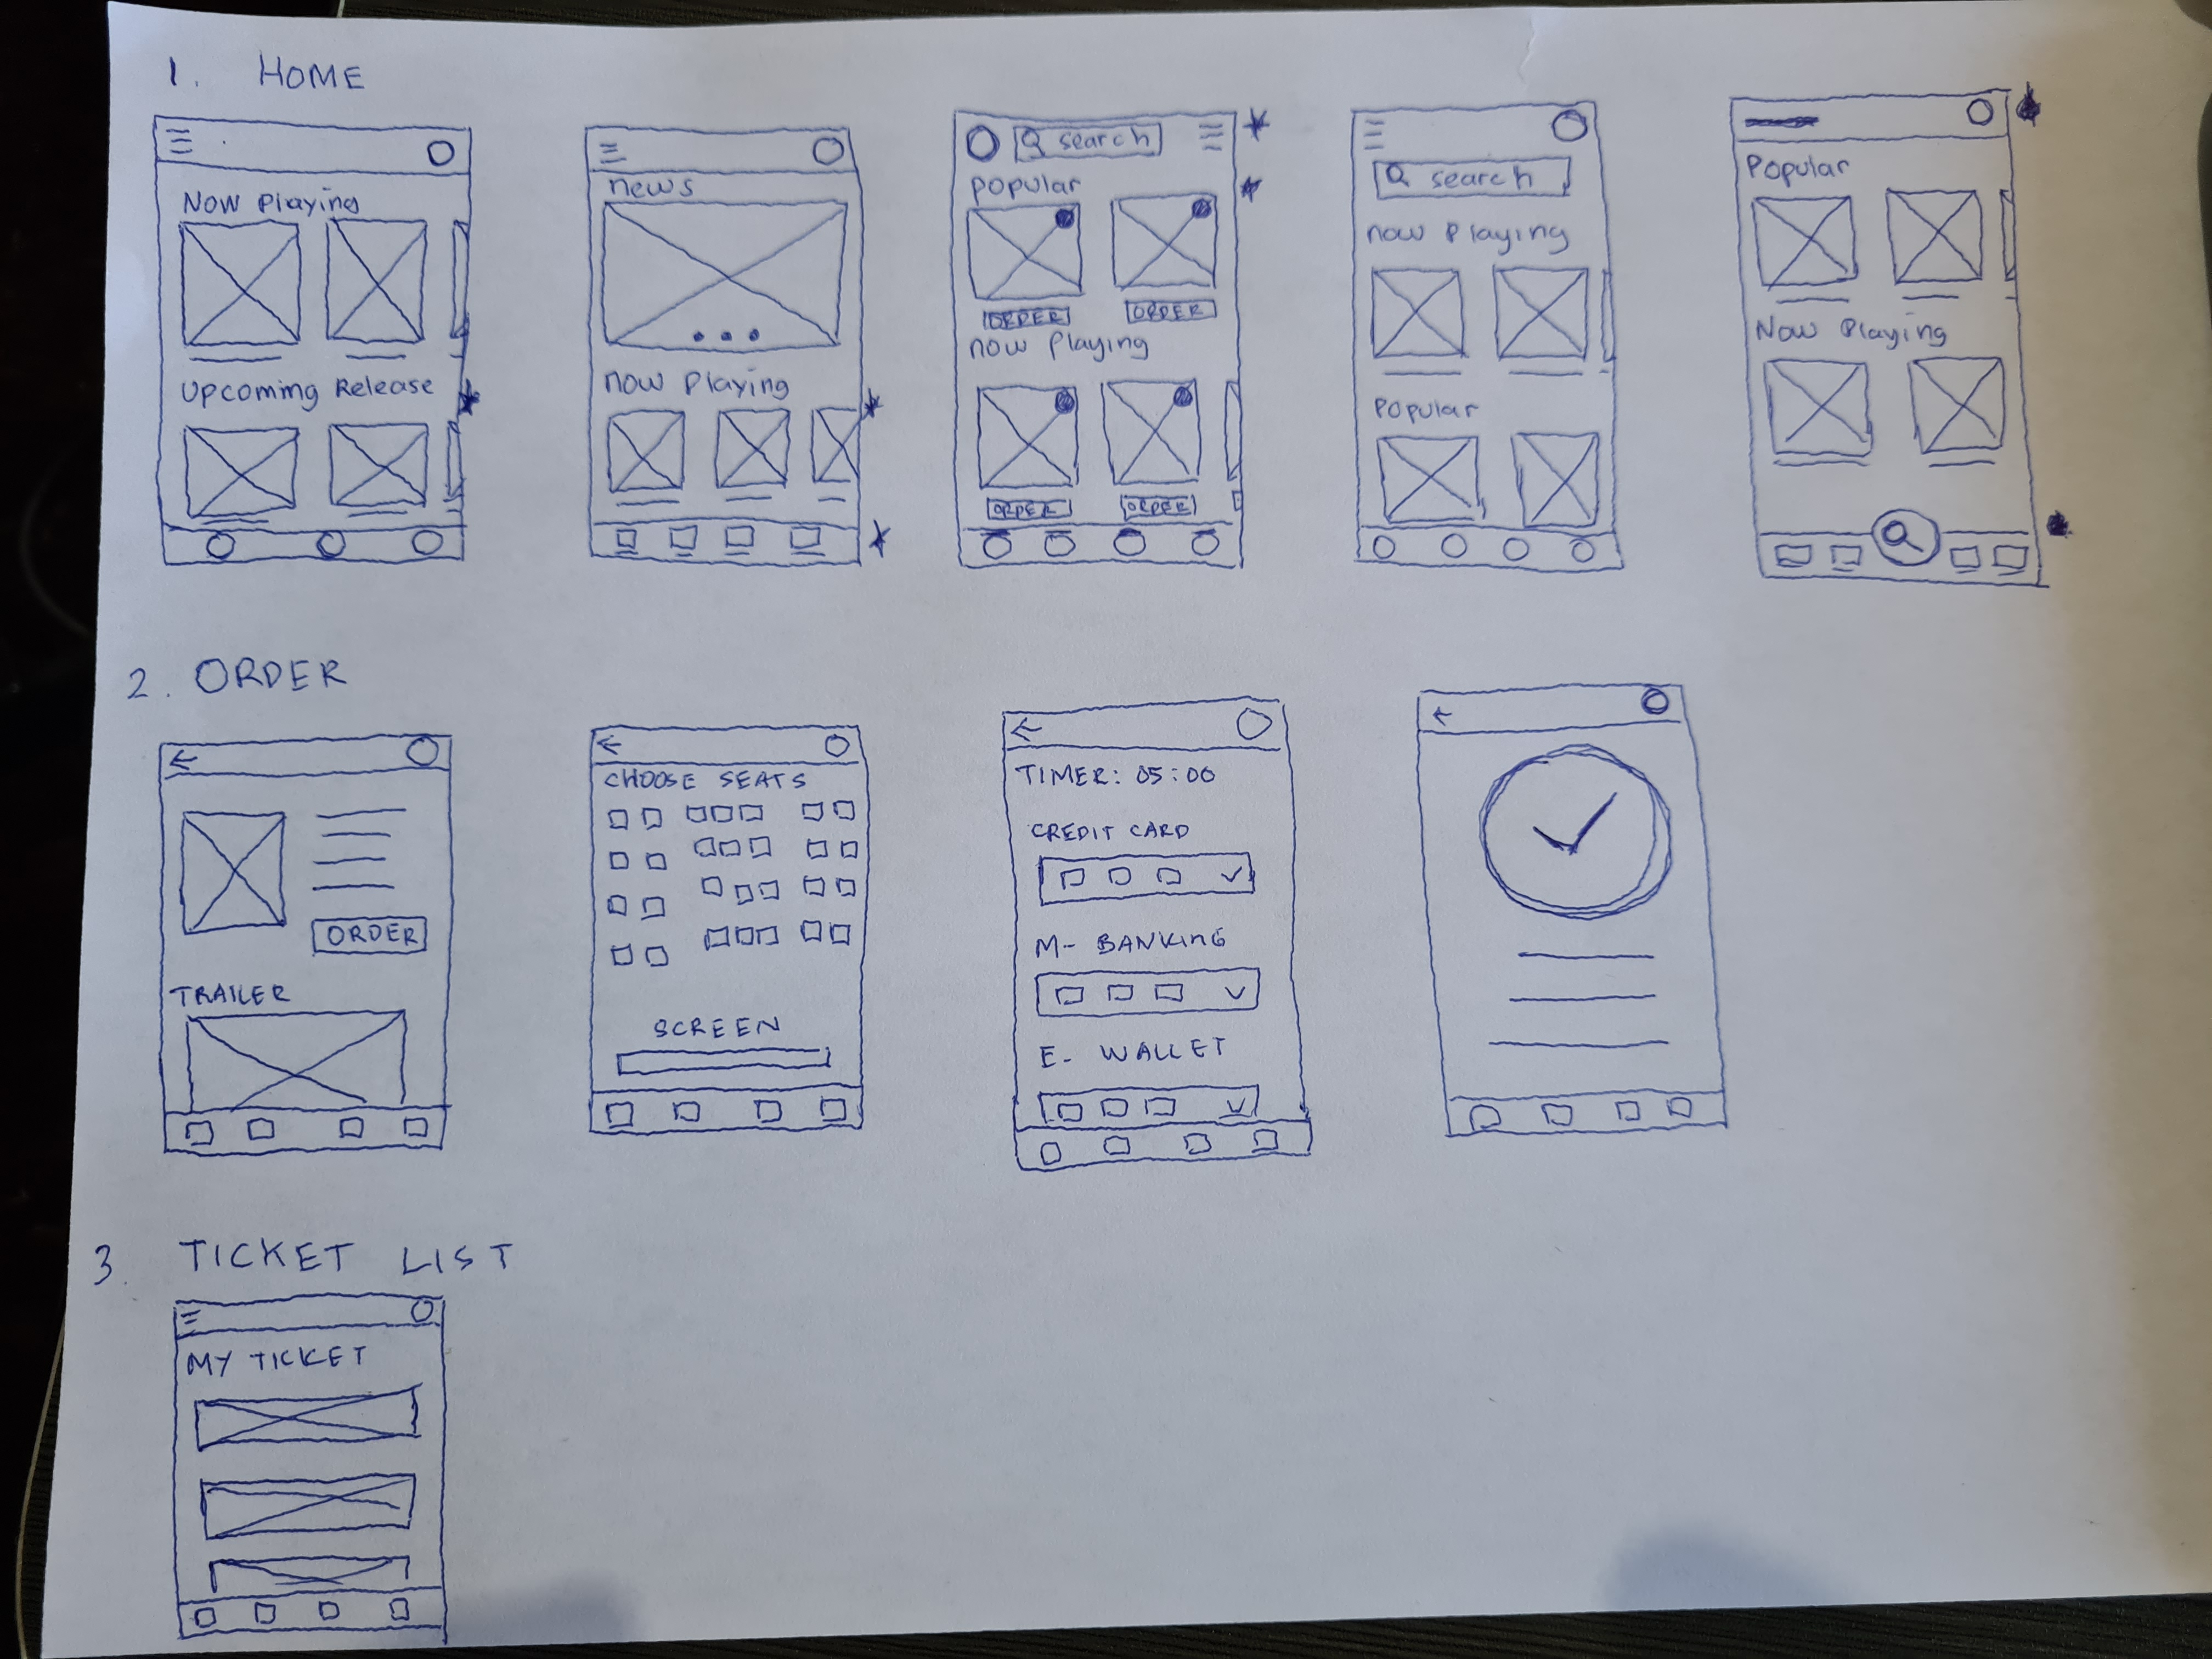 1. HOME
Now Playing
Upcoming Release
news
now Playing
search
Popular
ORDER
ORDER
now Playing
ORDER
ORDER
search
now Playing
Popular
Popular
Now Playing
2. ORDER
ORDER
TRAILER
CHOOSE SEATS
SCREEN
TIMER: 05:00
CREDIT CARD
M- BANKING
E- WALLET
3. TICKET LIST
MY TICKET